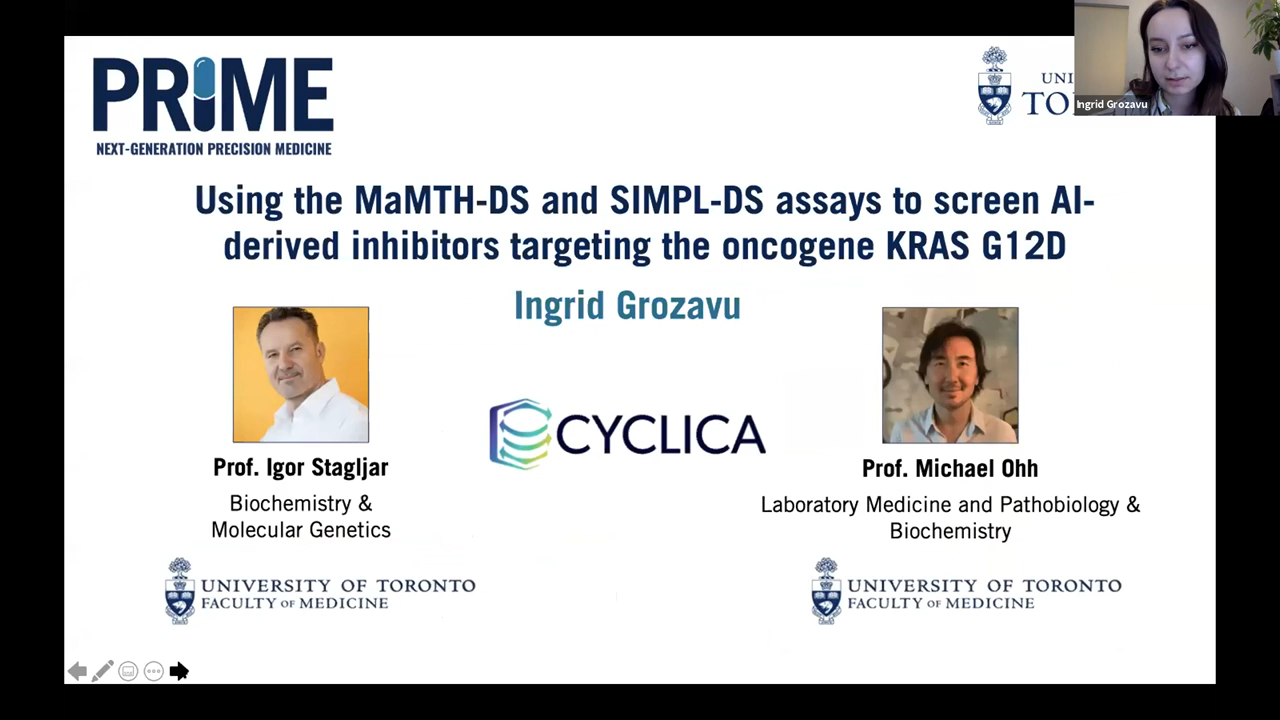 PRIME
NEXT-GENERATION PRECISION MEDICINE
Ingrid Grozavu
Using the MaMTH-DS and SIMPL-DS assays to screen AI-
derived inhibitors targeting the oncogene KRAS G12D
Ingrid Grozavu
CYCLICA
Prof. Igor Stagljar
Biochemistry &
Molecular Genetics
Prof. Michael Ohh
Laboratory Medicine and Pathobiology &
Biochemistry
UNIVERSITY OF TORONTO
FACULTY OF MEDICINE
UNIVERSITY OF TORONTO
FACULTY OF MEDICINE